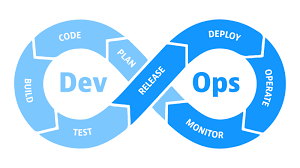 CODE
PLAN
BUILD
Dev
TEST
RELEASE
DEPLOY
Ops
OPERATE
MONITOR